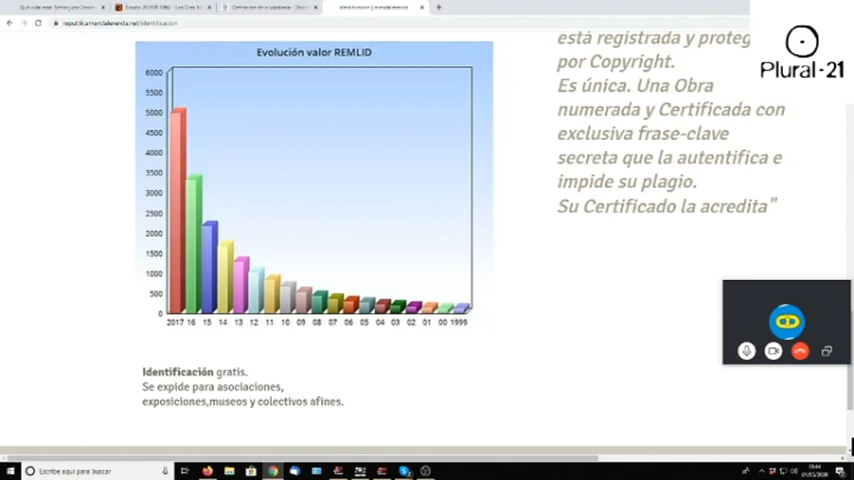 republicamendalerenda.net/identificacion
Evolución valor REMLID
6000
5500
5000
4500
4000
3500
3000
2500
2000
1500
1000
500
0
2017 16 15 14 13 12 11 10 09 08 07 06 05 04 03 02 01 00 1999
Identificación gratis.
Se expide para asociaciones,
exposiciones,museos y colectivos afines.
está registrada y proteg
por Copyright.
Es única. Una Obra
numerada y Certificada con
exclusiva frase-clave
secreta que la autentifica e
impide su plagio.
Su Certificado la acredita"
Plural-21
Escribe aquí para buscar